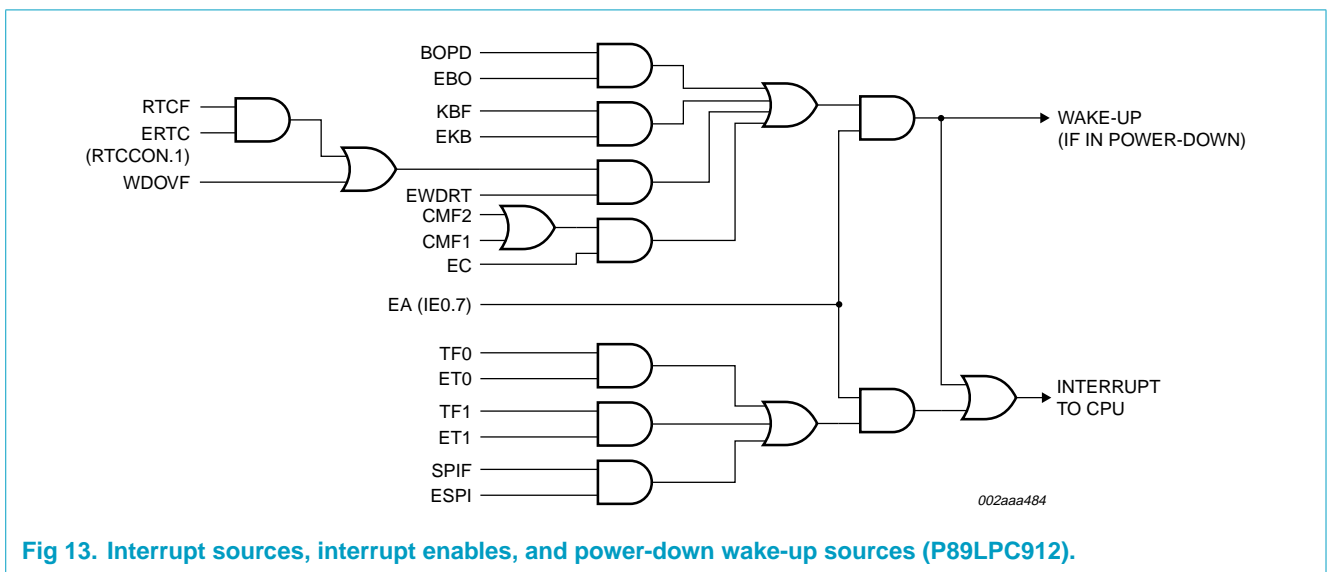 BOPD
EBO
RTCF
ERTC
(RTCCON.1)
WDOVF
KBF
EKB
EWDRT
CMF2
CMF1
EC
WAKE-UP
(IF IN POWER-DOWN)
EA (IE0.7)
TF0
ET0
TF1
ET1
SPIF
ESPI
INTERRUPT
TO CPU
002aaa484
Fig 13. Interrupt sources, interrupt enables, and power-down wake-up sources (P89LPC912).